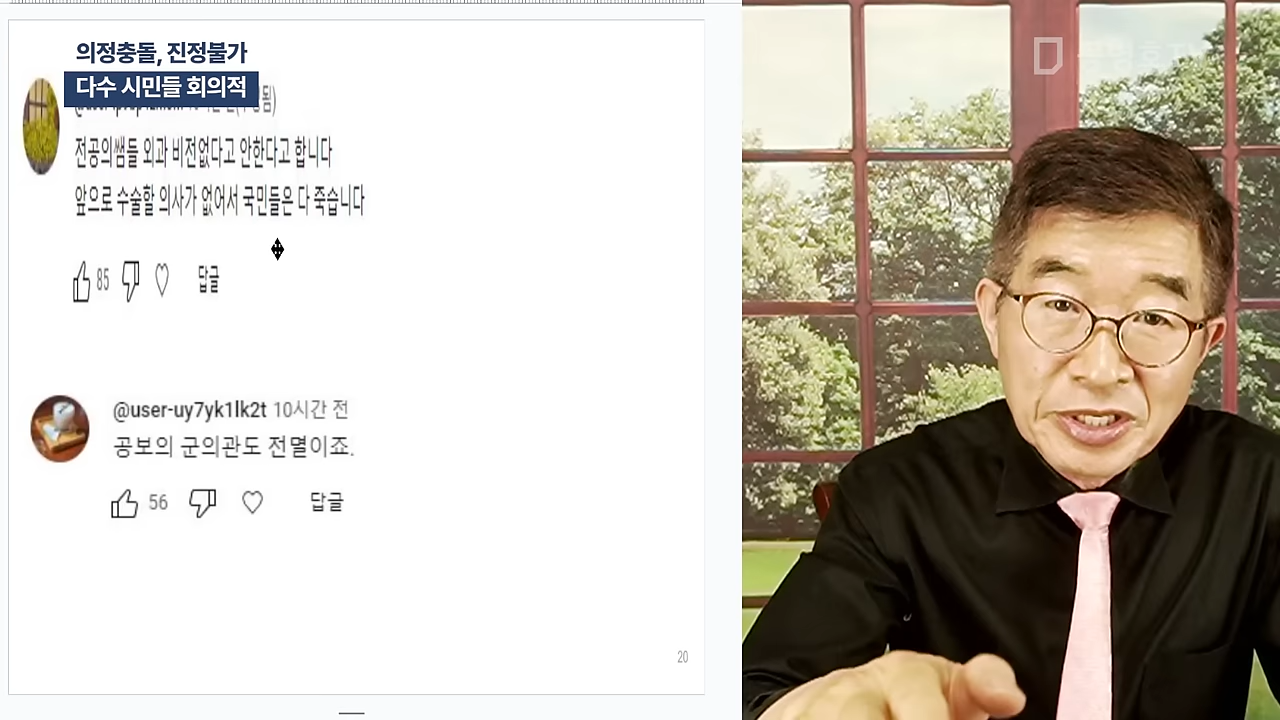 의정충돌, 진정불가
다수 시민들 회의적
전공의쌤들 외과 비전없다고 안한다고 합니다
앞으로 수술할 의사가 없어서 국민들은 다 죽습니다
85
답글
@user-uy7yk1lk2t 10시간 전
공보의 군의관도 전멸이죠.
56
답글
20